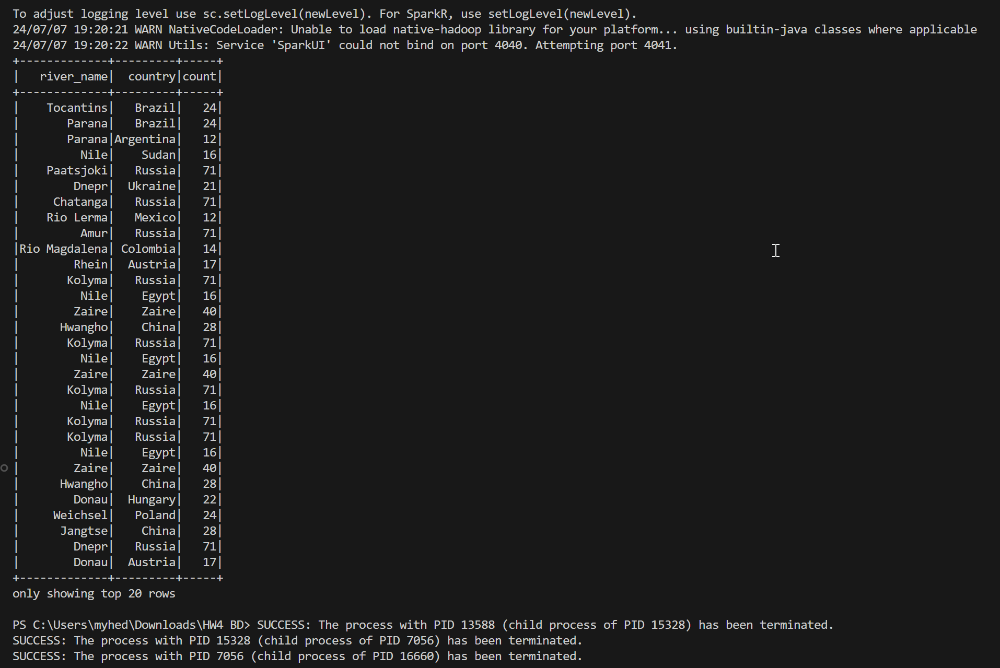 To adjust logging level use sc.setLogLevel(newLevel). For SparkR, use setLogLevel(newLevel).
24/07/07 19:20:21 WARN NativeCodeLoader: Unable to load native-hadoop library for your platform... using builtin-java classes where applicable
24/07/07 19:20:22 WARN Utils: Service 'SparkUI' could not bind on port 4040. Attempting port 4041.
+-------------+---------+-----+
|   river_name|  country|count|
+-------------+---------+-----+
|    Tocantins|   Brazil|   24|
|       Parana|   Brazil|   24|
|       Parana|Argentina|   12|
|         Nile|    Sudan|   16|
|    Paatsjoki|   Russia|   71|
|        Dnepr|  Ukraine|   21|
|     Chatanga|   Russia|   71|
|    Rio Lerma|   Mexico|   12|
|         Amur|   Russia|   71|
|Rio Magdalena| Colombia|   14|
|        Rhein|  Austria|   17|
|       Kolyma|   Russia|   71|
|         Nile|    Egypt|   16|
|        Zaire|    Zaire|   40|
|      Hwangho|    China|   28|
|       Kolyma|   Russia|   71|
|         Nile|    Egypt|   16|
|        Zaire|    Zaire|   40|
|       Kolyma|   Russia|   71|
|         Nile|    Egypt|   16|
|       Kolyma|   Russia|   71|
|       Kolyma|   Russia|   71|
|         Nile|    Egypt|   16|
|        Zaire|    Zaire|   40|
|      Hwangho|    China|   28|
|        Donau|  Hungary|   22|
|     Weichsel|   Poland|   24|
|      Jangtse|    China|   28|
|        Dnepr|   Russia|   71|
|        Donau|  Austria|   17|
+-------------+---------+-----+
only showing top 20 rows
PS C:\Users\myhed\Downloads\HW4 BD> SUCCESS: The process with PID 13588 (child process of PID 15328) has been terminated.
SUCCESS: The process with PID 15328 (child process of PID 7056) has been terminated.
SUCCESS: The process with PID 7056 (child process of PID 16660) has been terminated.